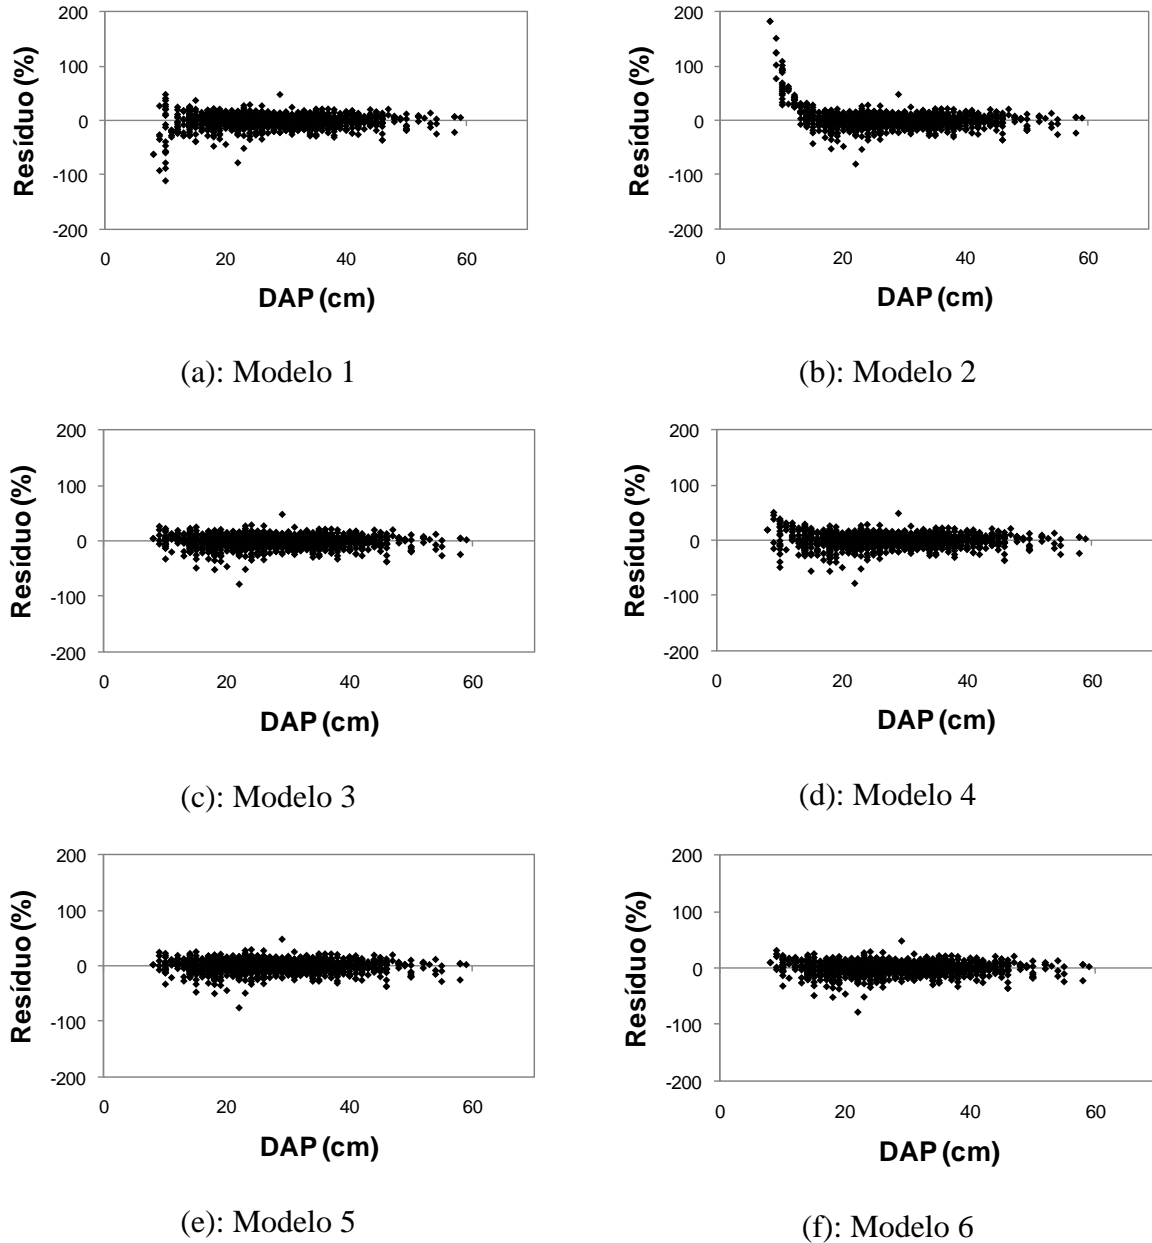 200
100
0
-100
-200
Resíduo (%)
0 20 40 60
DAP (cm)
(a): Modelo 1
200
100
0
-100
-200
Resíduo (%)
0 20 40 60
DAP (cm)
(b): Modelo 2
200
100
0
-100
-200
Resíduo (%)
0 20 40 60
DAP (cm)
(c): Modelo 3
200
100
0
-100
-200
Resíduo (%)
0 20 40 60
DAP (cm)
(d): Modelo 4
200
100
0
-100
-200
Resíduo (%)
0 20 40 60
DAP (cm)
(e): Modelo 5
200
100
0
-100
-200
Resíduo (%)
0 20 40 60
DAP (cm)
(f): Modelo 6